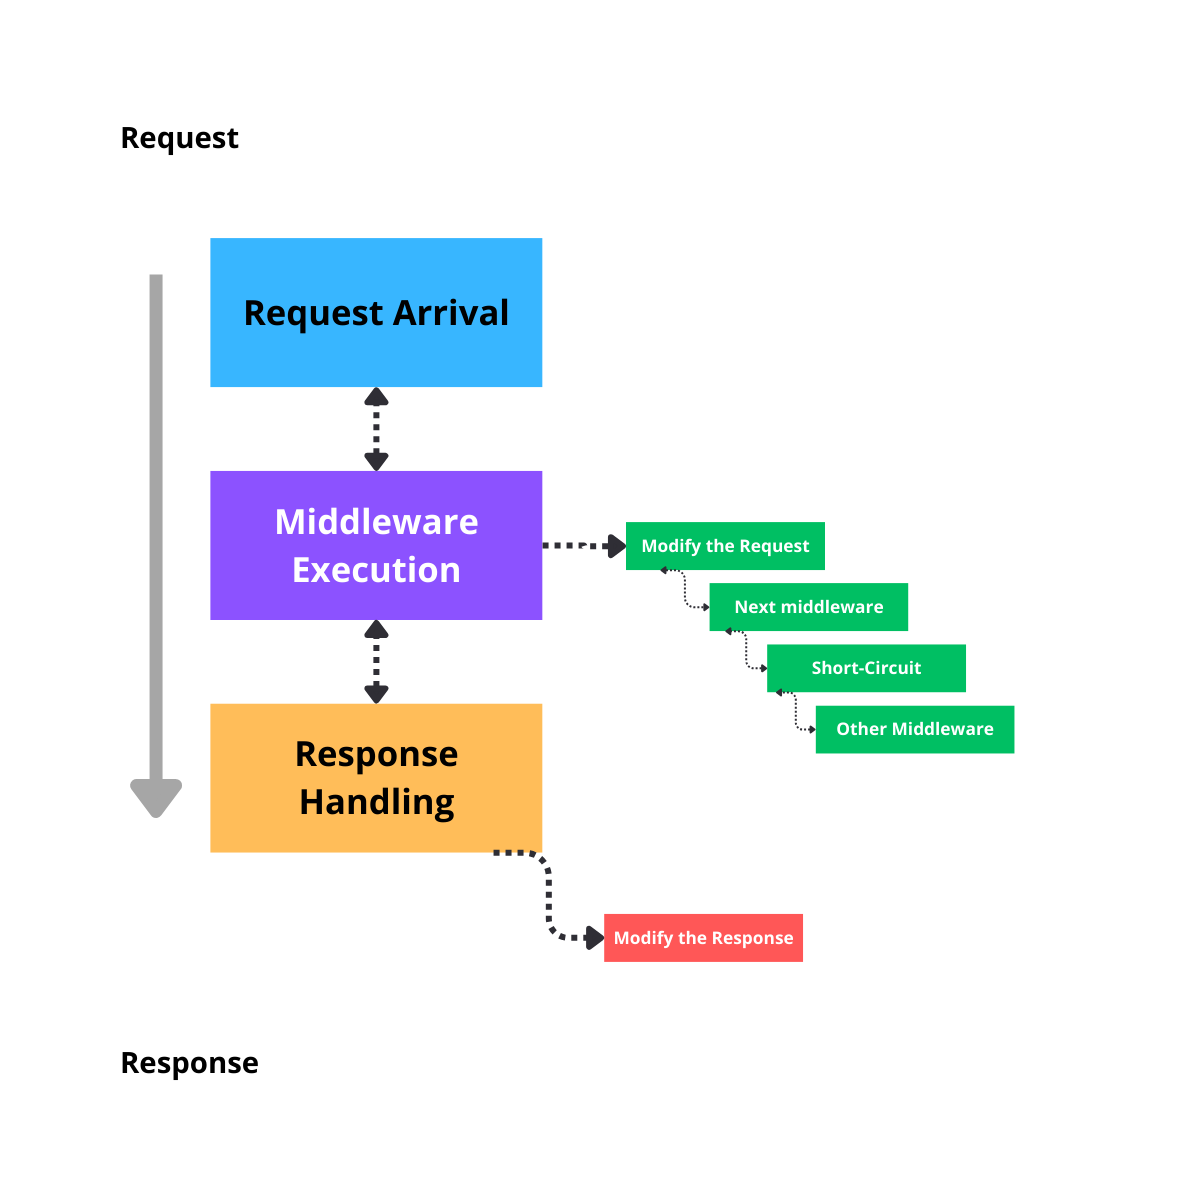 Request
Request Arrival
Middleware
Execution
Modify the Request
Next middleware
Short-Circuit
Other Middleware
Response
Handling
Modify the Response
Response